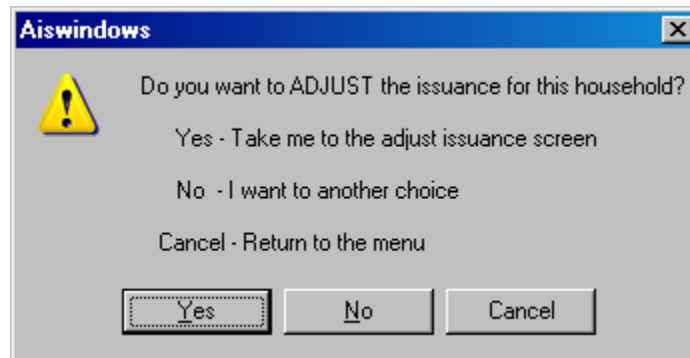 Aiswindows
Do you want to ADJUST the issuance for this household?
Yes - Take me to the adjust issuance screen
No - I want to another choice
Cancel - Return to the menu
Yes No Cancel